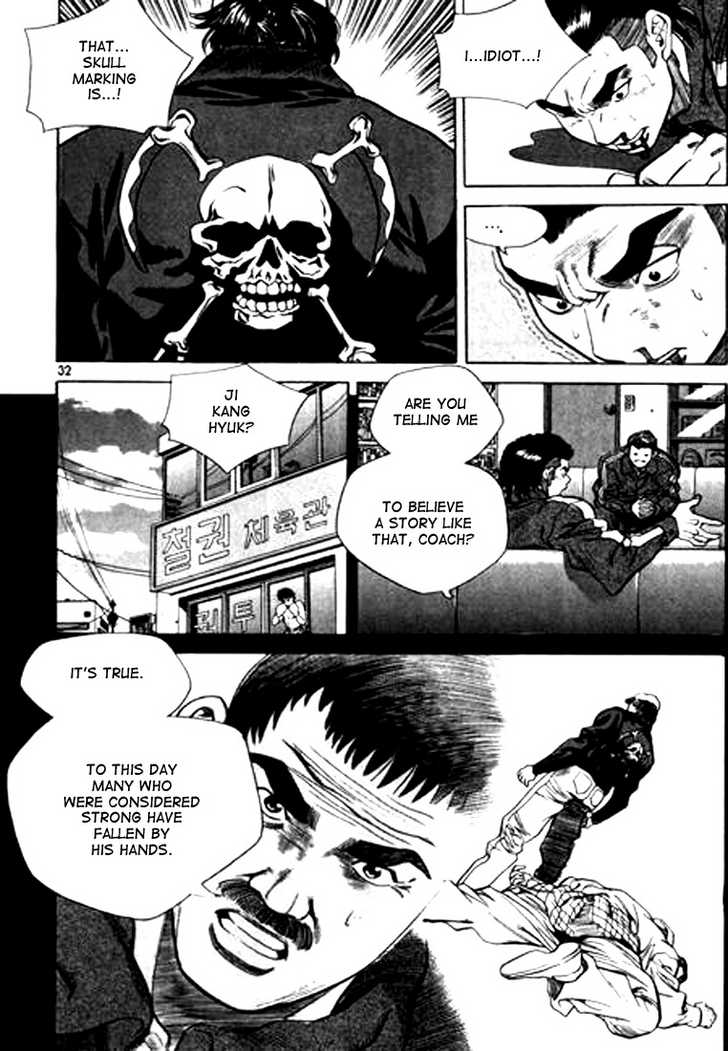 THAT...
SKULL
MARKING
IS...!
I...IDIOT...!
...
32
JI
KANG
HYUK?
철권 체육관
권투
ARE YOU
TELLING ME
TO BELIEVE
A STORY LIKE
THAT, COACH?
IT'S TRUE.
TO THIS DAY
MANY WHO
WERE CONSIDERED
STRONG HAVE
FALLEN BY
HIS HANDS.